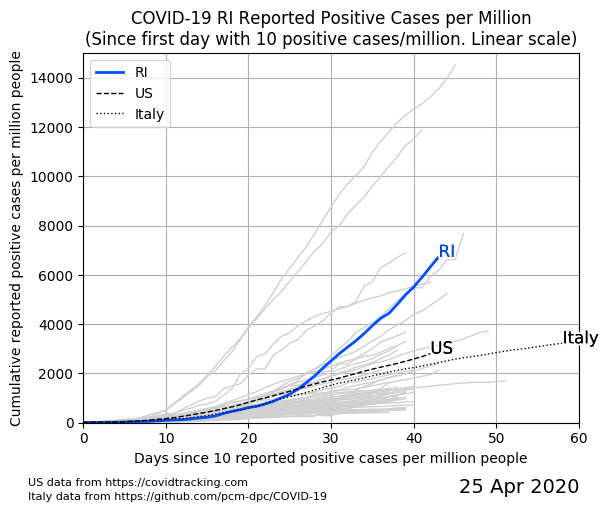 COVID-19 RI Reported Positive Cases per Million
(Since first day with 10 positive cases/million. Linear scale)
Cumulative reported positive cases per million people
14000
12000
10000
8000
6000
4000
2000
0
RI
US
Italy
RI
US
Italy
0 10 20 30 40 50 60
Days since 10 reported positive cases per million people
US data from https://covidtracking.com
Italy data from https://github.com/pcm-dpc/COVID-19
25 Apr 2020